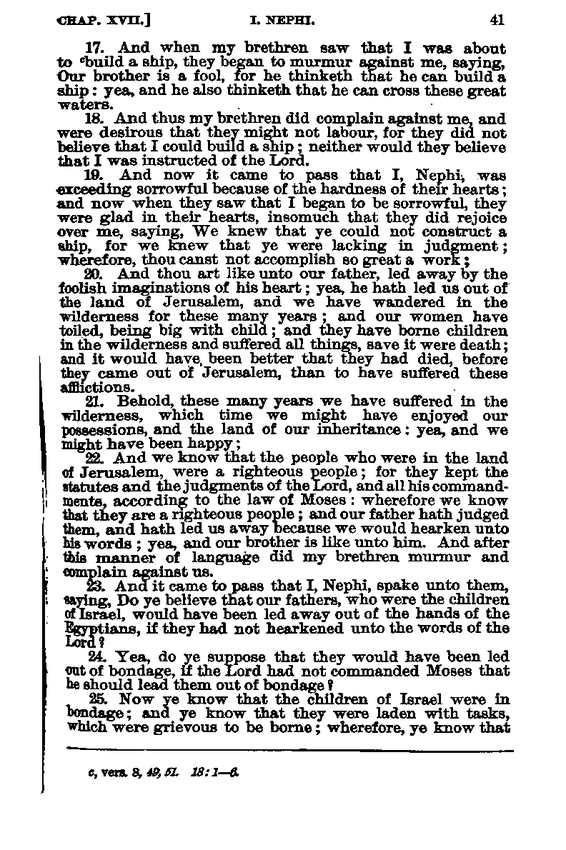 CHAP. XVII.] I. NEPHI. 41
17. And when my brethren saw that I was about
to ᶜbuild a ship, they began to murmur against me, saying,
Our brother is a fool, for he thinketh that he can build a
ship : yea, and he also thinketh that he can cross these great
waters.
18. And thus my brethren did complain against me, and
were desirous that they might not labour, for they did not
believe that I could build a ship ; neither would they believe
that I was instructed of the Lord.
19. And now it came to pass that I, Nephi, was
exceeding sorrowful because of the hardness of their hearts ;
and now when they saw that I began to be sorrowful, they
were glad in their hearts, insomuch that they did rejoice
over me, saying, We knew that ye could not construct a
ship, for we knew that ye were lacking in judgment ;
wherefore, thou canst not accomplish so great a work ;
20. And thou art like unto our father, led away by the
foolish imaginations of his heart ; yea, he hath led us out of
the land of Jerusalem, and we have wandered in the
wilderness for these many years ; and our women have
toiled, being big with child ; and they have borne children
in the wilderness and suffered all things, save it were death ;
and it would have been better that they had died, before
they came out of Jerusalem, than to have suffered these
afflictions.
21. Behold, these many years we have suffered in the
wilderness, which time we might have enjoyed our
possessions, and the land of our inheritance : yea, and we
might have been happy ;
22. And we know that the people who were in the land
of Jerusalem, were a righteous people ; for they kept the
statutes and the judgments of the Lord, and all his command-
ments, according to the law of Moses : wherefore we know
that they are a righteous people ; and our father hath judged
them, and hath led us away because we would hearken unto
his words ; yea, and our brother is like unto him. And after
this manner of language did my brethren murmur and
complain against us.
23. And it came to pass that I, Nephi, spake unto them,
saying, Do ye believe that our fathers, who were the children
of Israel, would have been led away out of the hands of the
Egyptians, if they had not hearkened unto the words of the
Lord ?
24. Yea, do ye suppose that they would have been led
out of bondage, if the Lord had not commanded Moses that
he should lead them out of bondage ?
25. Now ye know that the children of Israel were in
bondage ; and ye know that they were laden with tasks,
which were grievous to be borne ; wherefore, ye know that
c, vers. 8, 49, 51. 18 : 1—6.